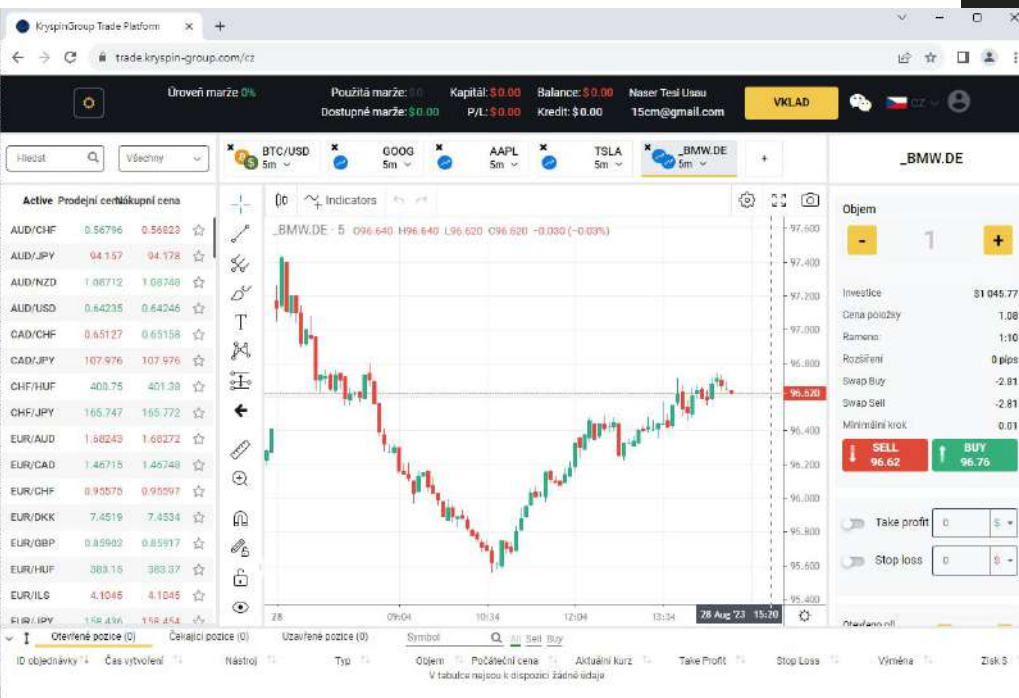 KryspinGroup Trade Platform
trade.kryspin-group.com/cz
Úroveň marže 0%
Použitá marže:
Kapitál: $0.00
Balance: $0.00
Naser Tesi Usau
Dostupné marže: $0.00
P/L: $0.00
Kredit: $0.00
15cm@gmail.com
VKLAD
CZ
Hledat
Všechny
BTC/USD
5m
GOOG
5m
AAPL
5m
TSLA
5m
_BMW.DE
5m
+
_BMW.DE
Active Prodejní cena Nákupní cena
AUD/CHF 0.56796 0.56823
AUD/JPY 94.157 94.178
AUD/NZD 1.08712 1.08748
AUD/USD 0.64235 0.64246
CAD/CHF 0.65127 0.65158
CAD/JPY 107.976 107.976
CHF/HUF 400.75 401.38
CHF/JPY 165.747 165.772
EUR/AUD 1.68243 1.68272
EUR/CAD 1.46715 1.46748
EUR/CHF 0.95575 0.95597
EUR/DKK 7.4519 7.4534
EUR/GBP 0.85902 0.85917
EUR/HUF 383.15 383.37
EUR/ILS 4.1045 4.1045
EUR/JPY 158.436 158.454
Indicators
_BMW.DE · 5 O96.640 H96.640 L96.620 C96.620 -0.030 (-0.03%)
97.600
97.400
97.200
97.000
96.800
96.620
96.400
96.200
96.000
95.800
95.600
95.400
28 09:04 10:34 12:04 13:34 28 Aug '23 15:20
Objem
- 1 +
Investice $1 045.77
Cena položky 1.08
Rameno: 1:10
Rozšíření 0 pips
Swap Buy -2.81
Swap Sell -2.81
Minimální krok 0.01
SELL
96.62
BUY
96.76
Take profit 0 $
Stop loss 0 $
Otevřeno při
Otevřené pozice (0) Čekající pozice (0) Uzavřené pozice (0) Symbol All Sell Buy
ID objednávky Čas vytvoření Nástroj Typ Objem Počáteční cena Aktuální kurz Take Profit Stop Loss Výměna Zisk $
V tabulce nejsou k dispozici žádné údaje